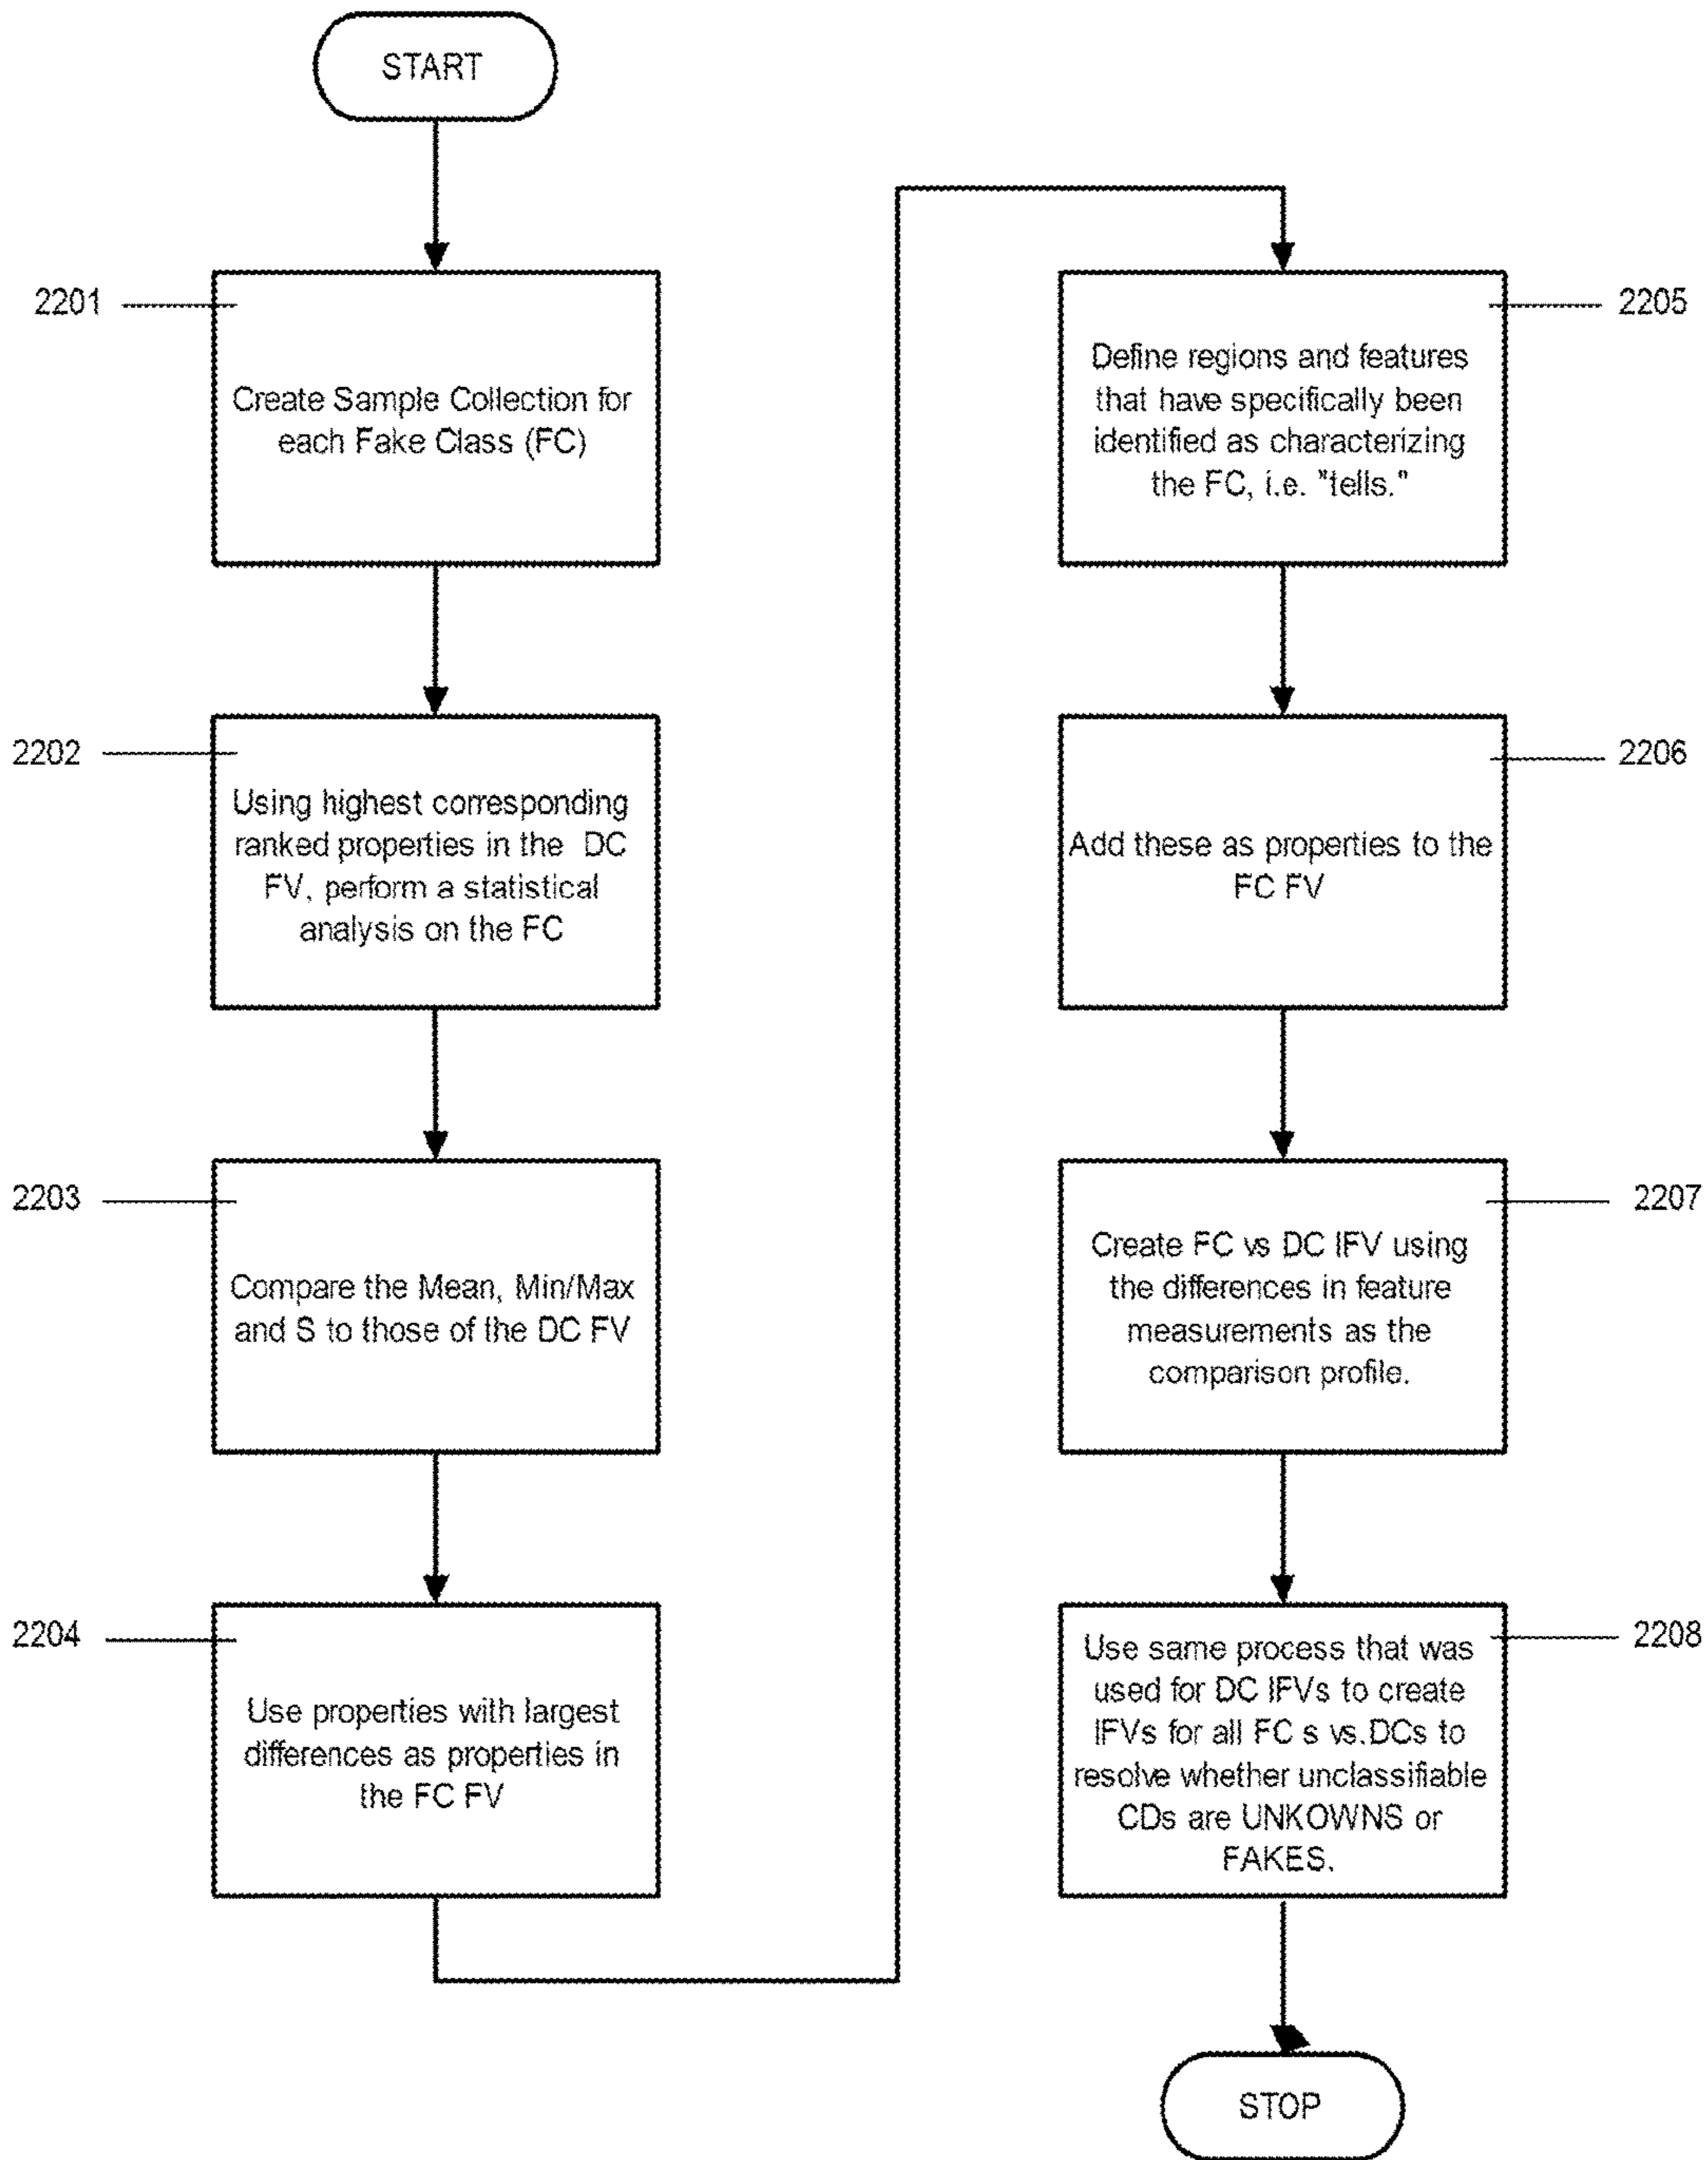 START
2201
Create Sample Collection for
each Fake Class (FC)
2202
Using highest corresponding
ranked properties in the DC
FV, perform a statistical
analysis on the FC
2203
Compare the Mean, Min/Max
and S to those of the DC FV
2204
Use properties with largest
differences as properties in
the FC FV
2205
Define regions and features
that have specifically been
identified as characterizing
the FC, i.e. "tells."
2206
Add these as properties to the
FC FV
2207
Create FC vs DC IFV using
the differences in feature
measurements as the
comparison profile.
2208
Use same process that was
used for DC IFVs to create
IFVs for all FC s vs.DCs to
resolve whether unclassifiable
CDs are UNKOWNS or
FAKES.
STOP